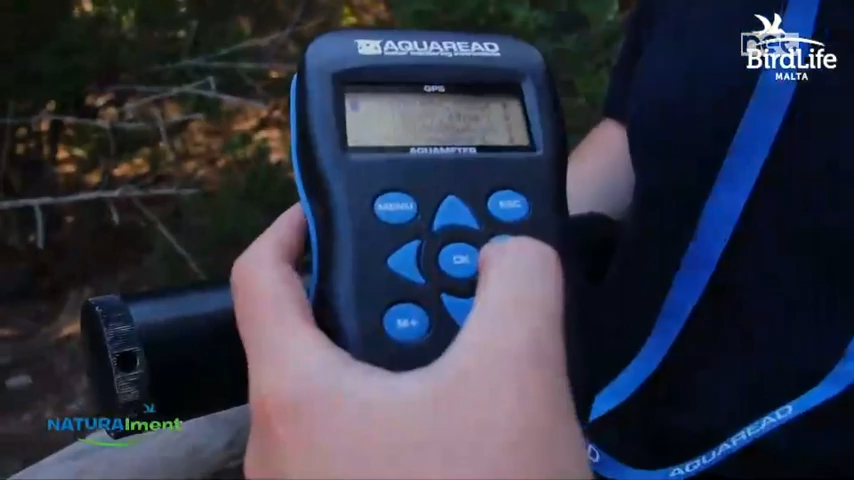 BirdLife
MALTA
AQUAREAD
GPS
AQUAMETER
MENU
ESC
OK
M+
NATURALment
AQUAREAD